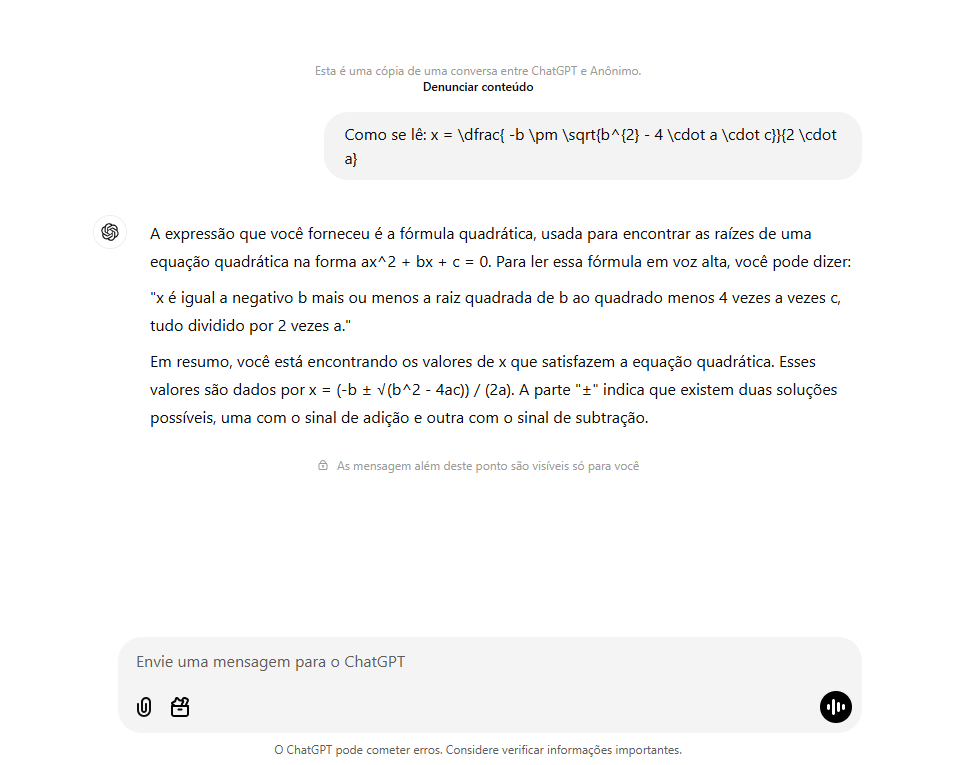 Esta é uma cópia de uma conversa entre ChatGPT e Anônimo.
Denunciar conteúdo
Como se lê: x = \dfrac{ -b \pm \sqrt{b^{2} - 4 \cdot a \cdot c}}{2 \cdot
a}
A expressão que você forneceu é a fórmula quadrática, usada para encontrar as raízes de uma
equação quadrática na forma ax^2 + bx + c = 0. Para ler essa fórmula em voz alta, você pode dizer:
"x é igual a negativo b mais ou menos a raiz quadrada de b ao quadrado menos 4 vezes a vezes c,
tudo dividido por 2 vezes a."
Em resumo, você está encontrando os valores de x que satisfazem a equação quadrática. Esses
valores são dados por x = (-b ± √(b^2 - 4ac)) / (2a). A parte "±" indica que existem duas soluções
possíveis, uma com o sinal de adição e outra com o sinal de subtração.
As mensagem além deste ponto são visíveis só para você
Envie uma mensagem para o ChatGPT
O ChatGPT pode cometer erros. Considere verificar informações importantes.